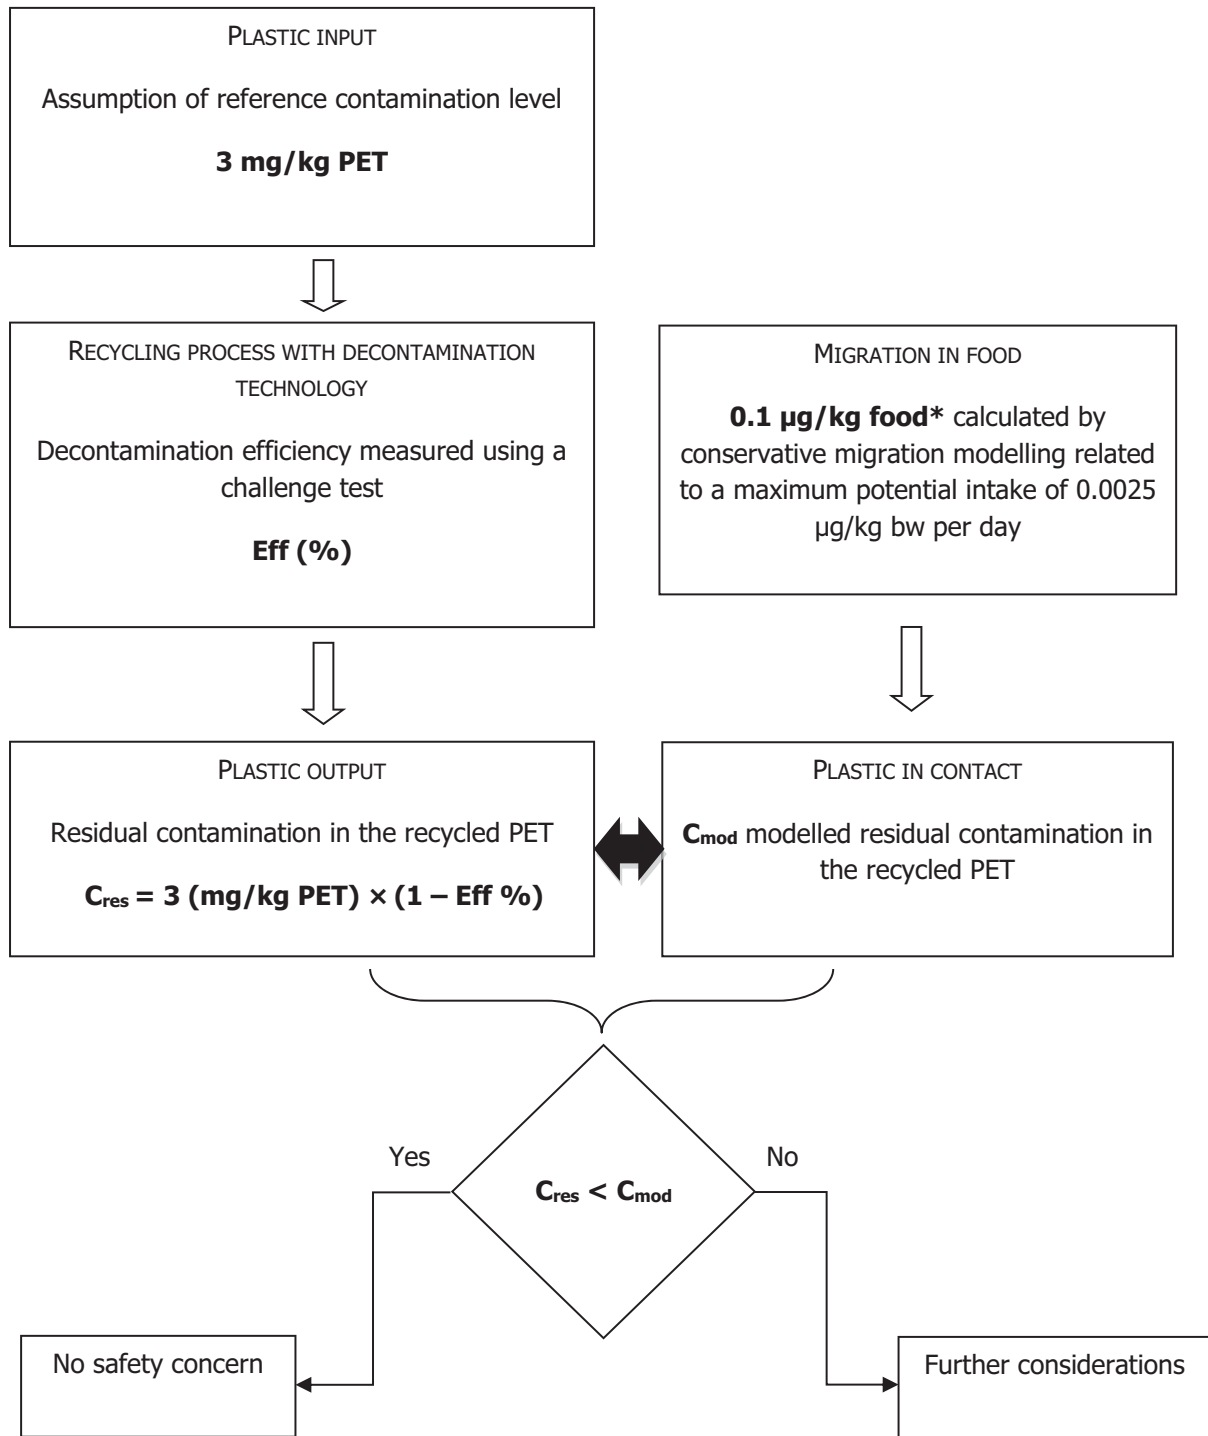 PLASTIC INPUT
Assumption of reference contamination level
3 mg/kg PET
RECYCLING PROCESS WITH DECONTAMINATION
TECHNOLOGY
Decontamination efficiency measured using a
challenge test
Eff (%)
MIGRATION IN FOOD
0.1 µg/kg food* calculated by
conservative migration modelling related
to a maximum potential intake of 0.0025
µg/kg bw per day
PLASTIC OUTPUT
Residual contamination in the recycled PET
Cres = 3 (mg/kg PET) × (1 – Eff %)
PLASTIC IN CONTACT
Cmod modelled residual contamination in
the recycled PET
Yes
No
Cres < Cmod
No safety concern
Further considerations